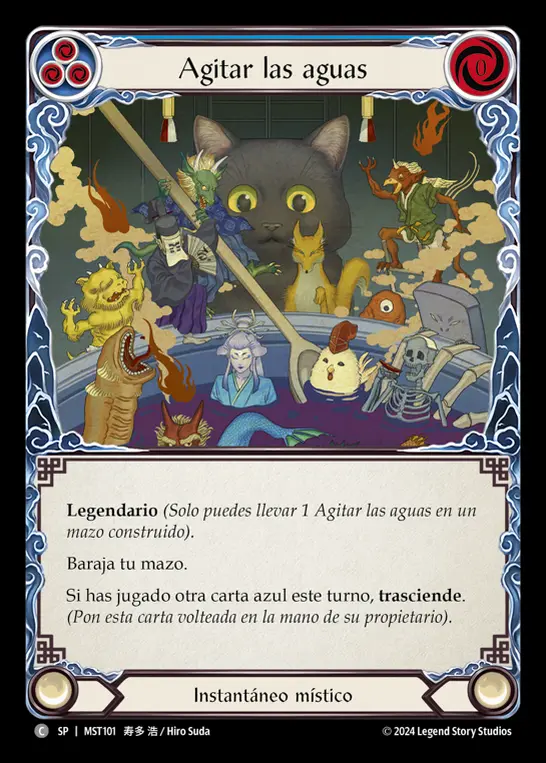 Agitar las aguas
0
Legendario (Solo puedes llevar 1 Agitar las aguas en un
mazo construido).
Baraja tu mazo.
Si has jugado otra carta azul este turno, trasciende.
(Pon esta carta volteada en la mano de su propietario).
Instantáneo místico
C SP | MST101 寿多 浩 / Hiro Suda © 2024 Legend Story Studios